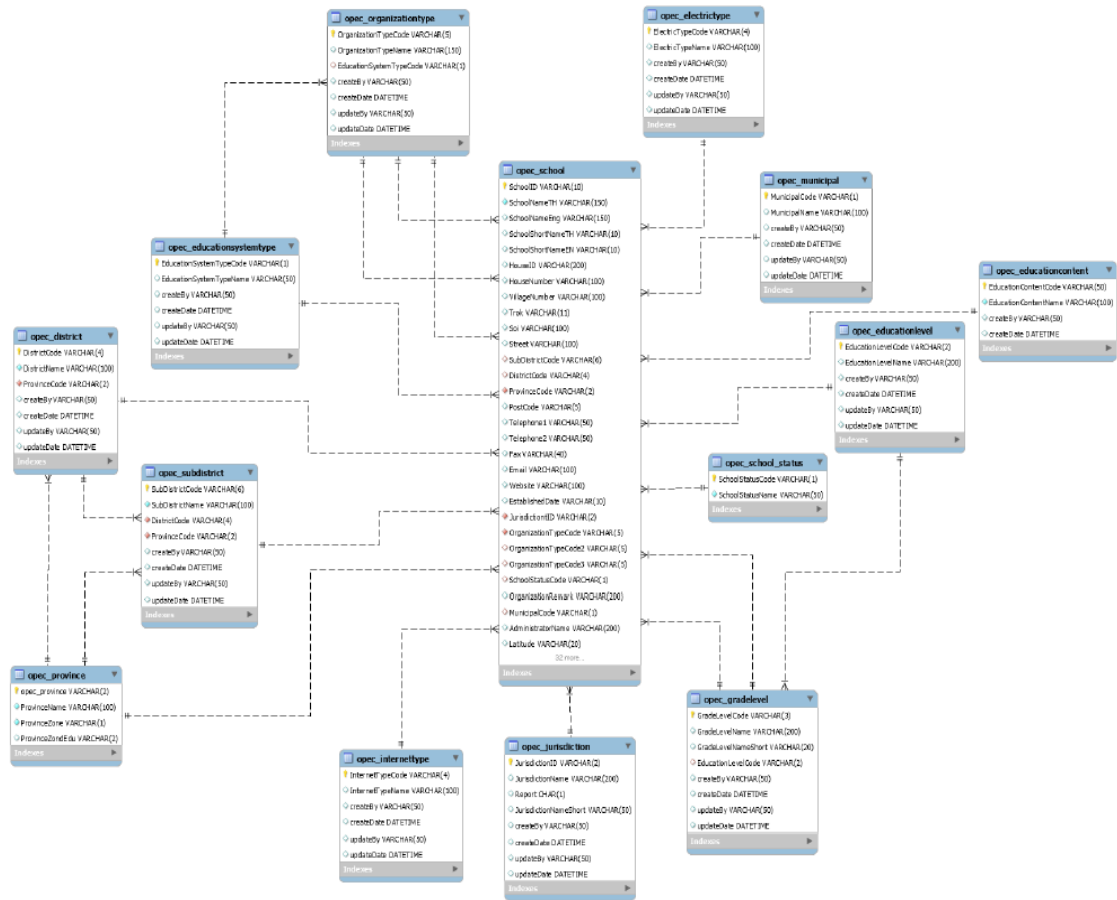 opec_organizationtype
OrganizationTypeCode VARCHAR(5)
OrganizationTypeName VARCHAR(150)
EducationSystemTypeCode VARCHAR(1)
createBy VARCHAR(50)
createDate DATETIME
updateBy VARCHAR(50)
updateDate DATETIME
Indexes
opec_electrictype
ElectricTypeCode VARCHAR(4)
ElectricTypeName VARCHAR(100)
createBy VARCHAR(50)
createDate DATETIME
updateBy VARCHAR(50)
updateDate DATETIME
Indexes
opec_school
SchoolID VARCHAR(10)
SchoolNameTH VARCHAR(150)
SchoolNameEng VARCHAR(150)
SchoolShortNameTH VARCHAR(10)
SchoolShortNameEN VARCHAR(10)
HouseID VARCHAR(200)
HouseNumber VARCHAR(100)
VillageNumber VARCHAR(100)
Trok VARCHAR(11)
Soi VARCHAR(100)
Street VARCHAR(100)
SubDistrictCode VARCHAR(6)
DistrictCode VARCHAR(4)
ProvinceCode VARCHAR(2)
PostCode VARCHAR(5)
Telephone1 VARCHAR(50)
Telephone2 VARCHAR(50)
Fax VARCHAR(40)
Email VARCHAR(100)
Website VARCHAR(100)
EstablishedDate VARCHAR(10)
JurisdictionID VARCHAR(2)
OrganizationTypeCode VARCHAR(5)
OrganizationTypeCode2 VARCHAR(5)
OrganizationTypeCode3 VARCHAR(5)
SchoolStatusCode VARCHAR(1)
OrganizationRemark VARCHAR(200)
MunicipalCode VARCHAR(1)
AdministratorName VARCHAR(200)
Latitude VARCHAR(20)
32 more...
Indexes
opec_municipal
MunicipalCode VARCHAR(1)
MunicipalName VARCHAR(100)
createBy VARCHAR(50)
createDate DATETIME
updateBy VARCHAR(50)
updateDate DATETIME
Indexes
opec_educationsystemtype
EducationSystemTypeCode VARCHAR(1)
EducationSystemTypeName VARCHAR(50)
createBy VARCHAR(50)
createDate DATETIME
updateBy VARCHAR(50)
updateDate DATETIME
Indexes
opec_educationcontent
EducationContentCode VARCHAR(50)
EducationContentName VARCHAR(100)
createBy VARCHAR(50)
createDate DATETIME
Indexes
opec_district
DistrictCode VARCHAR(4)
DistrictName VARCHAR(100)
ProvinceCode VARCHAR(2)
createBy VARCHAR(50)
createDate DATETIME
updateBy VARCHAR(50)
updateDate DATETIME
Indexes
opec_educationlevel
EducationLevelCode VARCHAR(2)
EducationLevelName VARCHAR(200)
createBy VARCHAR(50)
createDate DATETIME
updateBy VARCHAR(50)
updateDate DATETIME
Indexes
opec_subdistrict
SubDistrictCode VARCHAR(6)
SubDistrictName VARCHAR(100)
DistrictCode VARCHAR(4)
ProvinceCode VARCHAR(2)
createBy VARCHAR(50)
createDate DATETIME
updateBy VARCHAR(50)
updateDate DATETIME
Indexes
opec_school_status
SchoolStatusCode VARCHAR(1)
SchoolStatusName VARCHAR(50)
Indexes
opec_province
opec_province VARCHAR(2)
ProvinceName VARCHAR(100)
ProvinceZone VARCHAR(1)
ProvinceZondEdu VARCHAR(2)
Indexes
opec_internettype
InternetTypeCode VARCHAR(4)
InternetTypeName VARCHAR(100)
createBy VARCHAR(50)
createDate DATETIME
updateBy VARCHAR(50)
updateDate DATETIME
Indexes
opec_jurisdiction
JurisdictionID VARCHAR(2)
JurisdictionName VARCHAR(200)
Report CHAR(1)
JurisdictionNameShort VARCHAR(50)
createBy VARCHAR(50)
createDate DATETIME
updateBy VARCHAR(50)
updateDate DATETIME
Indexes
opec_gradelevel
GradeLevelCode VARCHAR(3)
GradeLevelName VARCHAR(200)
GradeLevelNameShort VARCHAR(20)
EducationLevelCode VARCHAR(2)
createBy VARCHAR(50)
createDate DATETIME
updateBy VARCHAR(50)
updateDate DATETIME
Indexes